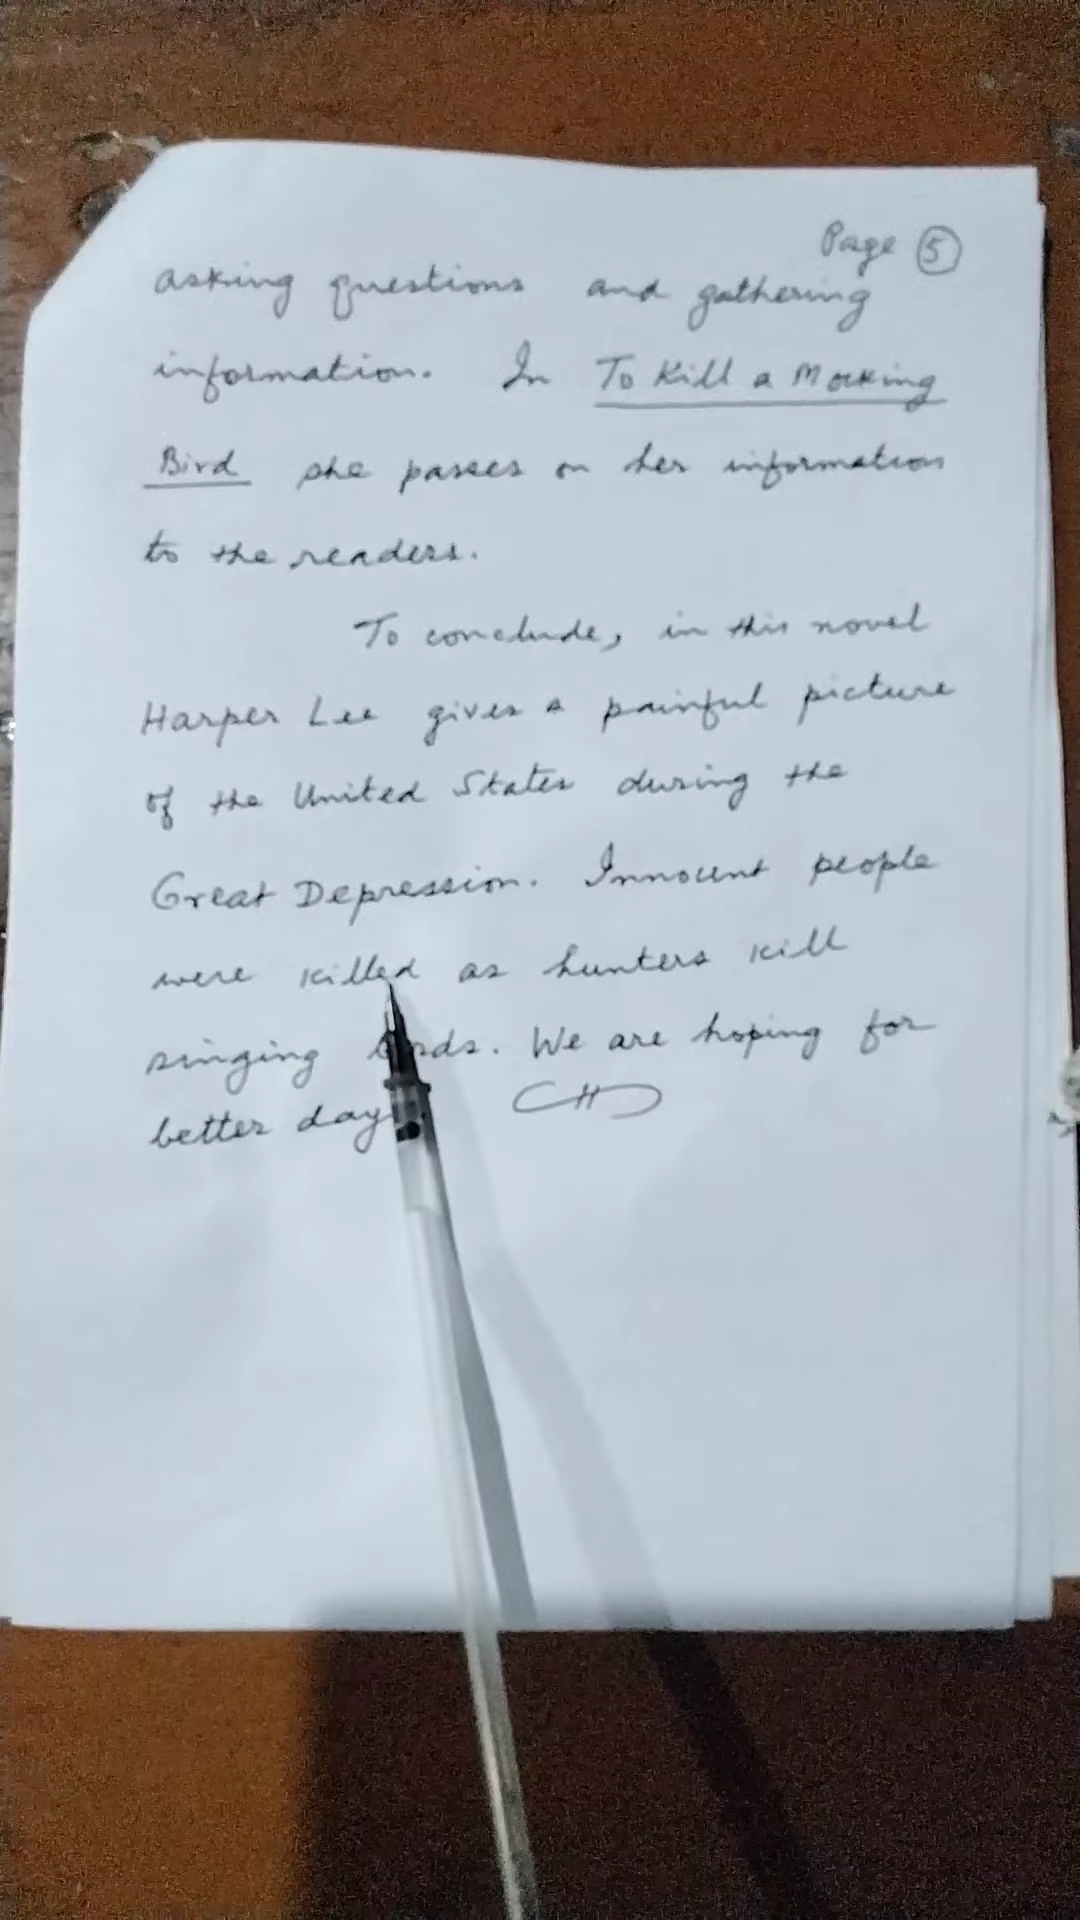 Page 5
asking questions and gathering
information. In To Kill a Mocking
Bird she passes on her information
to the readers.
To conclude, in this novel
Harper Lee gives a painful picture
of the United States during the
Great Depression. Innocent people
were killed as hunters kill
singing birds. We are hoping for
better day